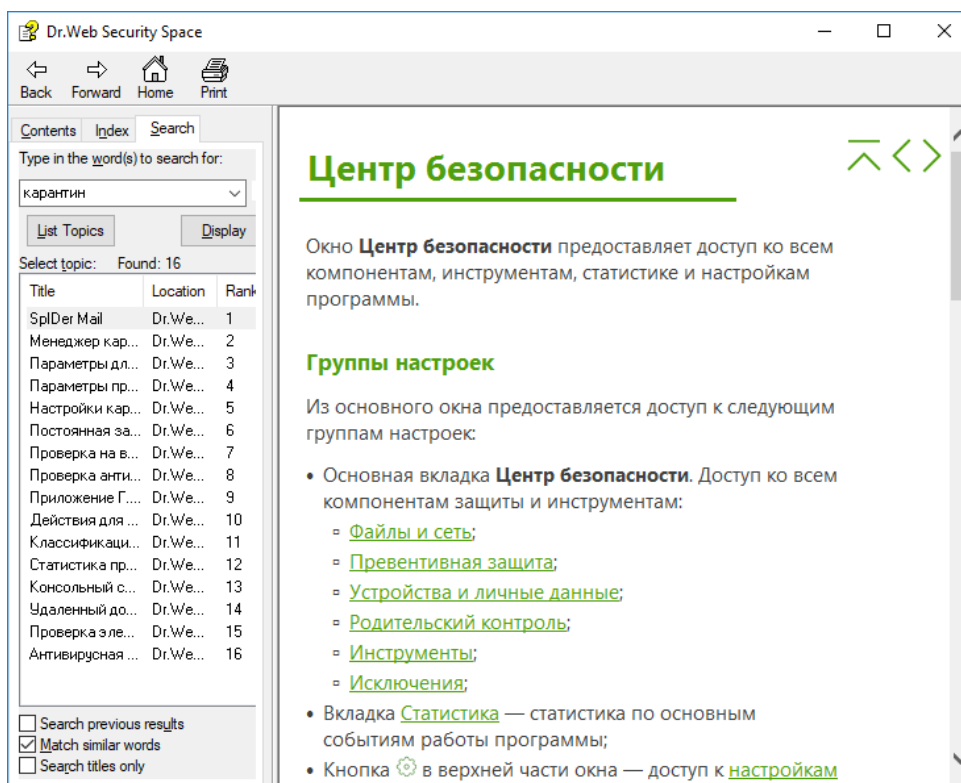 Dr.Web Security Space
Back Forward Home Print
Contents Index Search
Type in the word(s) to search for:
карантин
List Topics Display
Select topic: Found: 16
Title Location Rank
SpIDer Mail Dr.We... 1
Менеджер кар... Dr.We... 2
Параметры дл... Dr.We... 3
Параметры пр... Dr.We... 4
Настройки кар... Dr.We... 5
Постоянная за... Dr.We... 6
Проверка на в... Dr.We... 7
Проверка анти... Dr.We... 8
Приложение Г.... Dr.We... 9
Действия для ... Dr.We... 10
Классификаци... Dr.We... 11
Статистика пр... Dr.We... 12
Консольный с... Dr.We... 13
Удаленный до... Dr.We... 14
Проверка эле... Dr.We... 15
Антивирусная ... Dr.We... 16
Search previous results
Match similar words
Search titles only
Центр безопасности
Окно Центр безопасности предоставляет доступ ко всем
компонентам, инструментам, статистике и настройкам
программы.
Группы настроек
Из основного окна предоставляется доступ к следующим
группам настроек:
• Основная вкладка Центр безопасности. Доступ ко всем
компонентам защиты и инструментам:
▫ Файлы и сеть;
▫ Превентивная защита;
▫ Устройства и личные данные;
▫ Родительский контроль;
▫ Инструменты;
▫ Исключения;
• Вкладка Статистика — статистика по основным
событиям работы программы;
• Кнопка в верхней части окна — доступ к настройкам